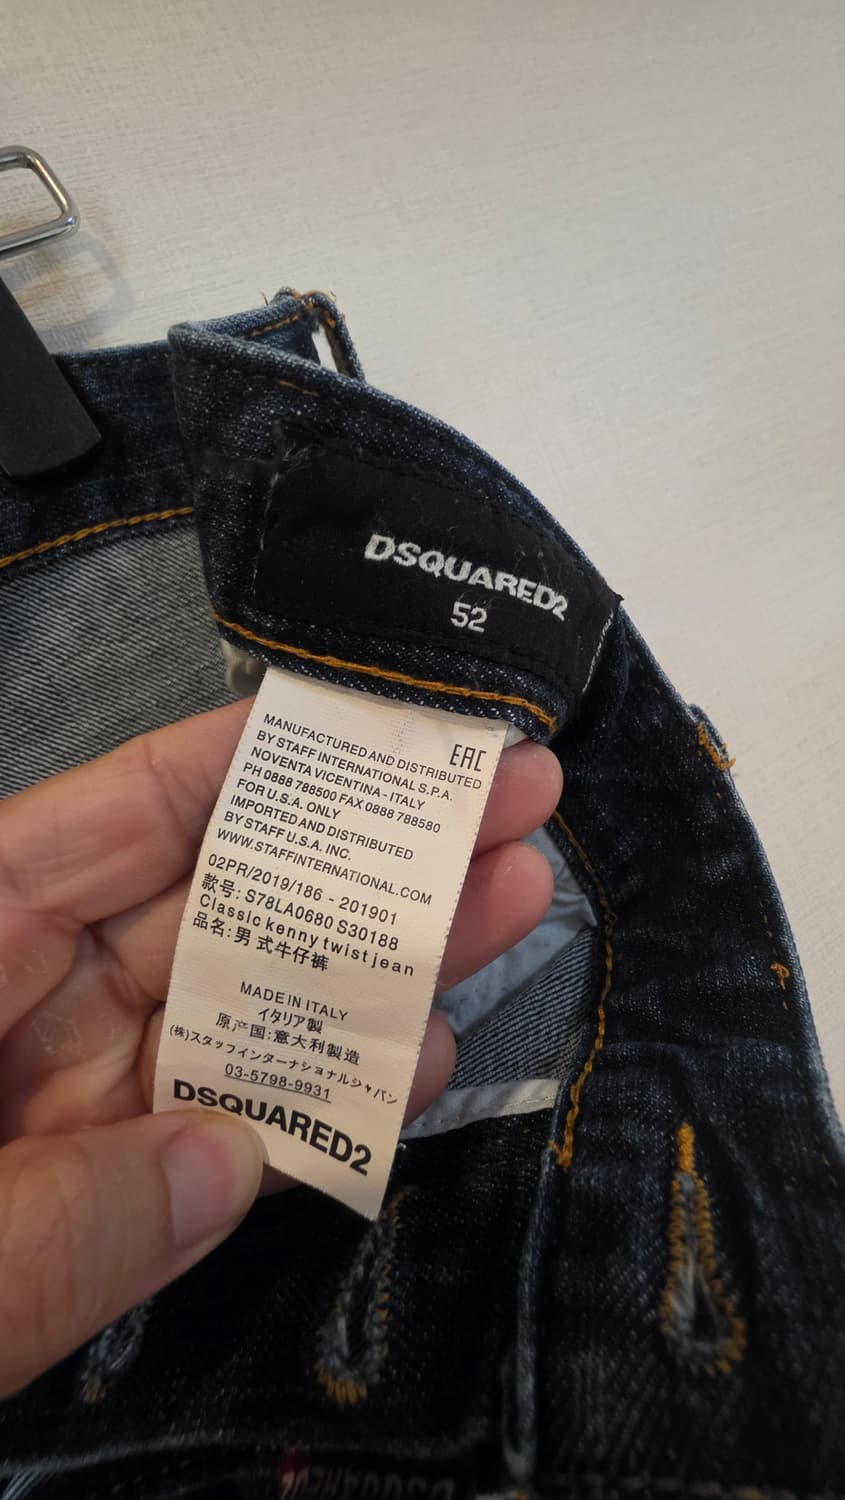 DSQUARED2
52
EAC
MANUFACTURED AND DISTRIBUTED
BY STAFF INTERNATIONAL S.P.A.
NOVENTA VICENTINA - ITALY
PH 0888 788500 FAX 0888 788580
FOR U.S.A. ONLY
IMPORTED AND DISTRIBUTED
BY STAFF U.S.A. INC.
WWW.STAFFINTERNATIONAL.COM
02PR/2019/186 - 201901
款号: S78LA0680 S30188
Classic kenny twist jean
品名: 男 式牛仔裤
MADE IN ITALY
イタリア製
原产国: 意大利製造
(株)スタッフインターナショナルジャパン
03-5798-9931
DSQUARED2